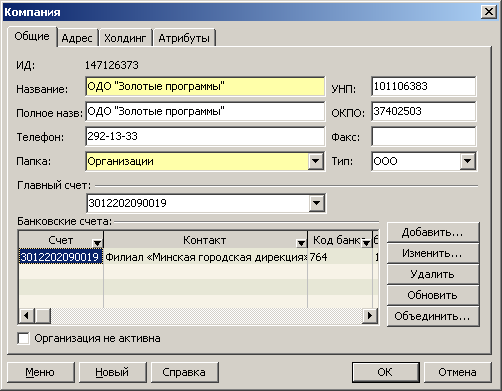 Компания
Общие Адрес Холдинг Атрибуты
ИД: 147126373
Название: ОДО "Золотые программы" УНП: 101106383
Полное назв: ОДО "Золотые программы" ОКПО: 37402503
Телефон: 292-13-33 Факс:
Папка: Организации Тип: ООО
Главный счет:
3012202090019
Банковские счета:
Счет Контакт Код банк
3012202090019 Филиал «Минская городская дирекция» 764 1
Добавить...
Изменить...
Удалить
Обновить
Объединить...
Организация не активна
Меню Новый Справка ОК Отмена